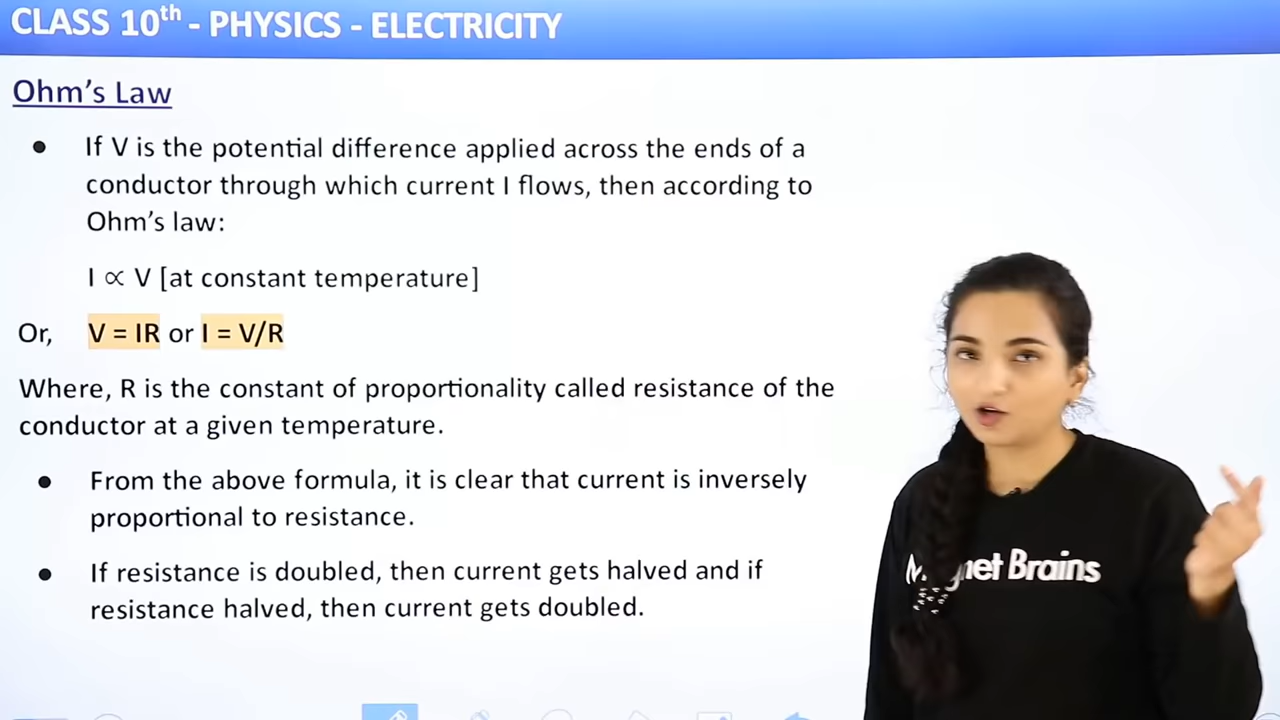 CLASS 10th - PHYSICS - ELECTRICITY
Ohm's Law
● If V is the potential difference applied across the ends of a
conductor through which current I flows, then according to
Ohm's law:
I ∝ V [at constant temperature]
Or, V = IR or I = V/R
Where, R is the constant of proportionality called resistance of the
conductor at a given temperature.
● From the above formula, it is clear that current is inversely
proportional to resistance.
● If resistance is doubled, then current gets halved and if
resistance halved, then current gets doubled.
Brains